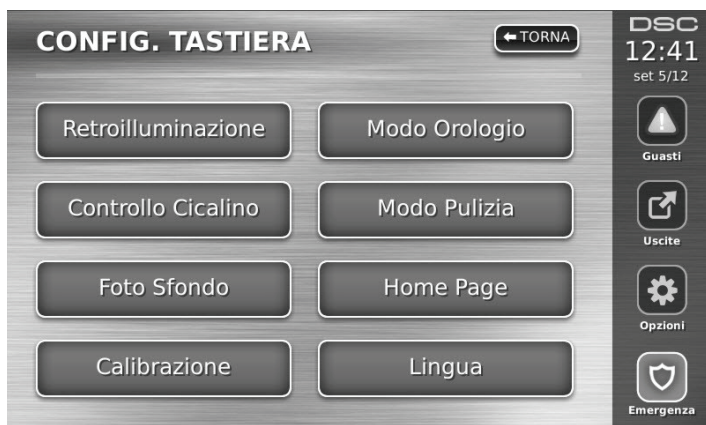 CONFIG. TASTIERA
TORNA
Retroilluminazione
Modo Orologio
Controllo Cicalino
Modo Pulizia
Foto Sfondo
Home Page
Calibrazione
Lingua
DSC
12:41
set 5/12
Guasti
Uscite
Opzioni
Emergenza